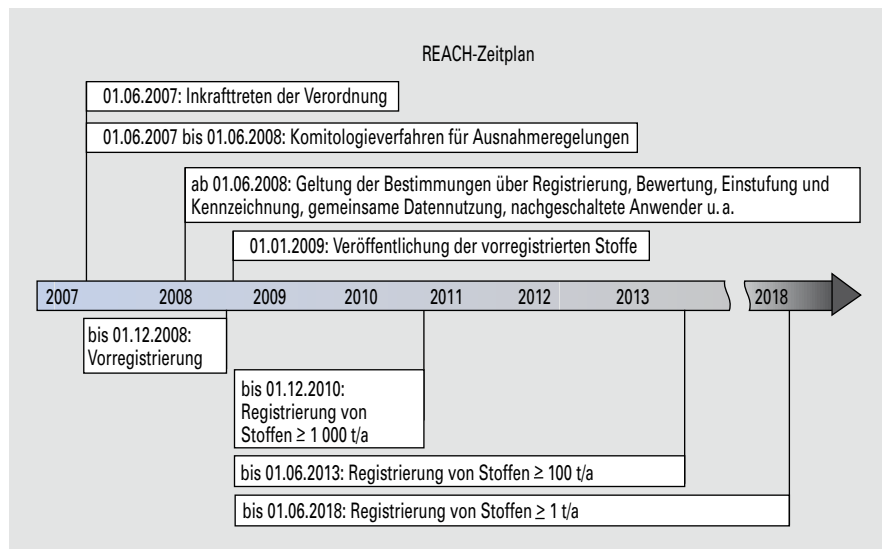 REACH-Zeitplan
01.06.2007: Inkrafttreten der Verordnung
01.06.2007 bis 01.06.2008: Komitologieverfahren für Ausnahmeregelungen
ab 01.06.2008: Geltung der Bestimmungen über Registrierung, Bewertung, Einstufung und
Kennzeichnung, gemeinsame Datennutzung, nachgeschaltete Anwender u. a.
01.01.2009: Veröffentlichung der vorregistrierten Stoffe
2007 2008 2009 2010 2011 2012 2013 2018
bis 01.12.2008:
Vorregistrierung
bis 01.12.2010:
Registrierung von
Stoffen ≥ 1 000 t/a
bis 01.06.2013: Registrierung von Stoffen ≥ 100 t/a
bis 01.06.2018: Registrierung von Stoffen ≥ 1 t/a